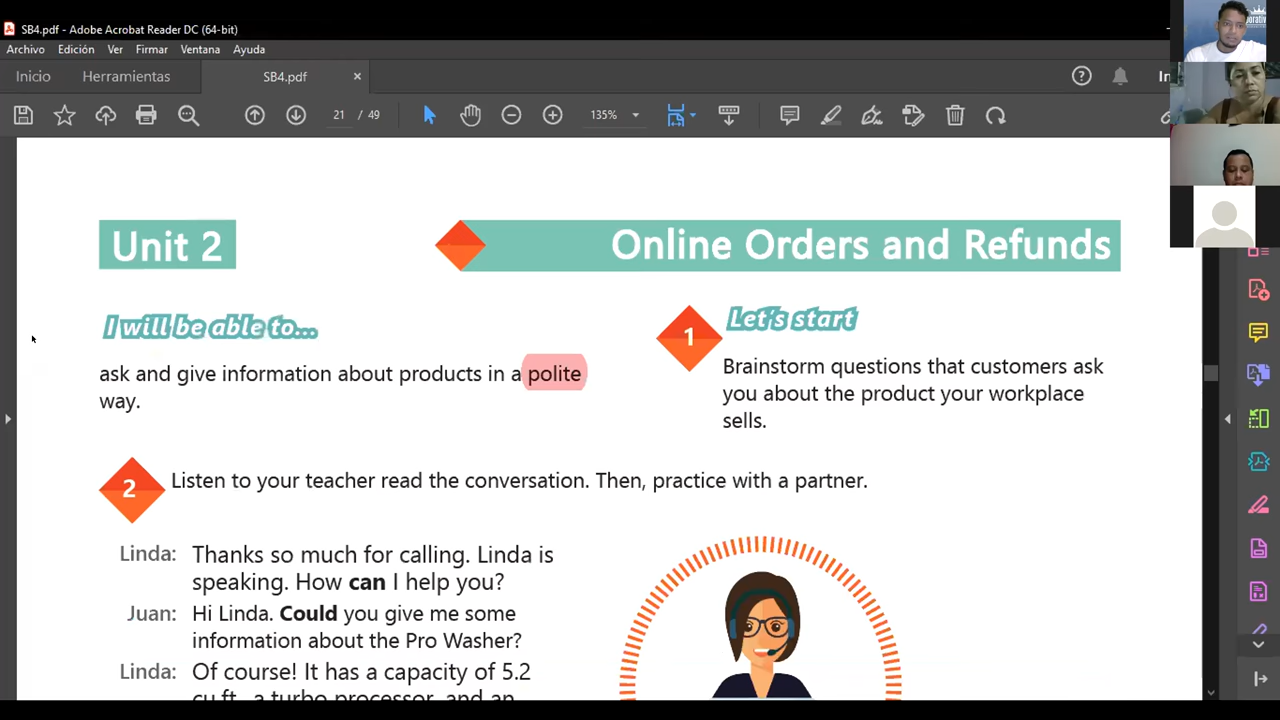 SB4.pdf - Adobe Acrobat Reader DC (64-bit)
Archivo Edición Ver Firmar Ventana Ayuda
Inicio Herramientas SB4.pdf ×
21 / 49 135%
Unit 2
Online Orders and Refunds
I will be able to...
ask and give information about products in a polite
way.
1 Let's start
Brainstorm questions that customers ask
you about the product your workplace
sells.
2 Listen to your teacher read the conversation. Then, practice with a partner.
Linda: Thanks so much for calling. Linda is
speaking. How can I help you?
Juan: Hi Linda. Could you give me some
information about the Pro Washer?
Linda: Of course! It has a capacity of 5.2
cu.ft., a turbo processor, and an